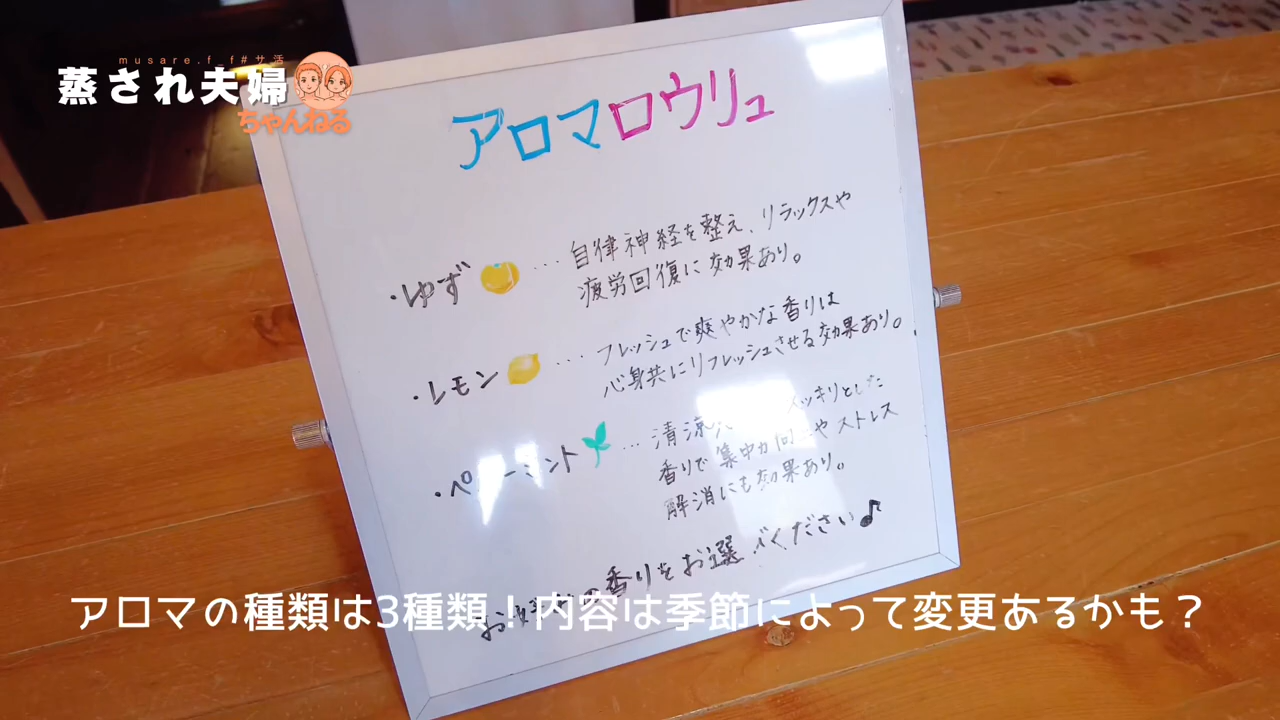 musare.f_f#サ活
蒸され夫婦
ちゃんねる
アロマロウリュ
・ゆず … 自律神経を整え、リラックスや
疲労回復に効果あり。
・レモン … フレッシュで爽やかな香りは
心身共にリフレッシュさせる効果あり。
… 清涼 スッキリとした
香りで集中力 や ストレス
解消にも効果あり。
の香りをお選びください♪
アロマの種類は3種類！内容は季節によって変更あるかも？